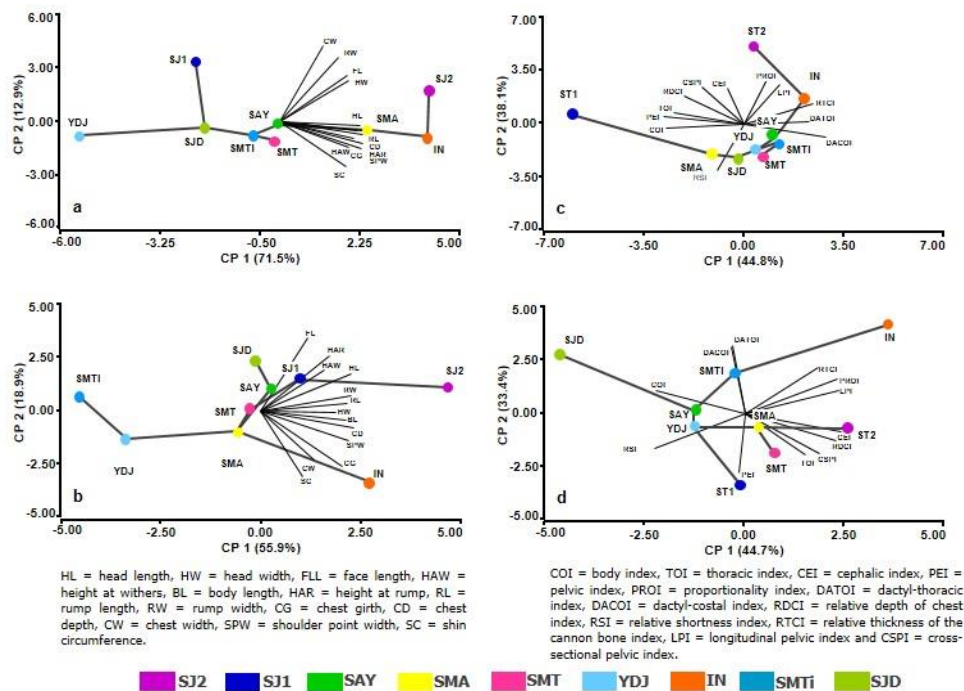 6.00
3.00
0.00
-3.00
-6.00
CP 2 (12.9%)
YDJ
SJ1
SJD
SMTI
SAY
SMT
CW
RW
FL
HW
HL
RL
CD
HAR
SPW
HAW
CG
SC
SMA
SJ2
IN
a
-6.00
-3.25
-0.50
2.25
5.00
CP 1 (71.5%)
7.00
3.50
0.00
-3.50
-7.00
CP 2 (38.1%)
ST2
ST1
IN
PROI
LPI
CEI
CSPI
RDCI
TOI
PEI
COI
RTCI
DATOI
DACOI
SAY
YDJ
SMTI
SMT
SJD
SMA
RSI
c
-7.00
-3.50
0.00
3.50
7.00
CP 1 (44.8%)
5.00
2.50
0.00
-2.50
-5.00
CP 2 (18.9%)
SMTI
YDJ
SJD
SAY
SMT
SMA
SJ1
FL
HAR
HAW
HL
RW
RL
HW
BL
CD
SPW
CG
CW
SC
SJ2
IN
b
-5.00
-2.50
0.00
2.50
5.00
CP 1 (55.9%)
5.00
2.50
0.00
-2.50
-5.00
CP 2 (33.4%)
SJD
DATOI
DACOI
SMTI
IN
RTCI
PROI
LPI
COI
SAY
SMA
YDJ
RSI
ST2
CEI
RDCI
CSPI
TOI
SMT
PEI
ST1
d
-5.00
-2.50
0.00
2.50
5.00
CP 1 (44.7%)
HL = head length, HW = head width, FLL = face length, HAW =
height at withers, BL = body length, HAR = height at rump, RL =
rump length, RW = rump width, CG = chest girth, CD = chest
depth, CW = chest width, SPW = shoulder point width, SC = shin
circumference.
COI = body index, TOI = thoracic index, CEI = cephalic index, PEI =
pelvic index, PROI = proportionality index, DATOI = dactyl-thoracic
index, DACOI = dactyl-costal index, RDCI = relative depth of chest
index, RSI = relative shortness index, RTCI = relative thickness of the
cannon bone index, LPI = longitudinal pelvic index and CSPI = cross-
sectional pelvic index.
SJ2 SJ1 SAY SMA SMT YDJ IN SMTi SJD